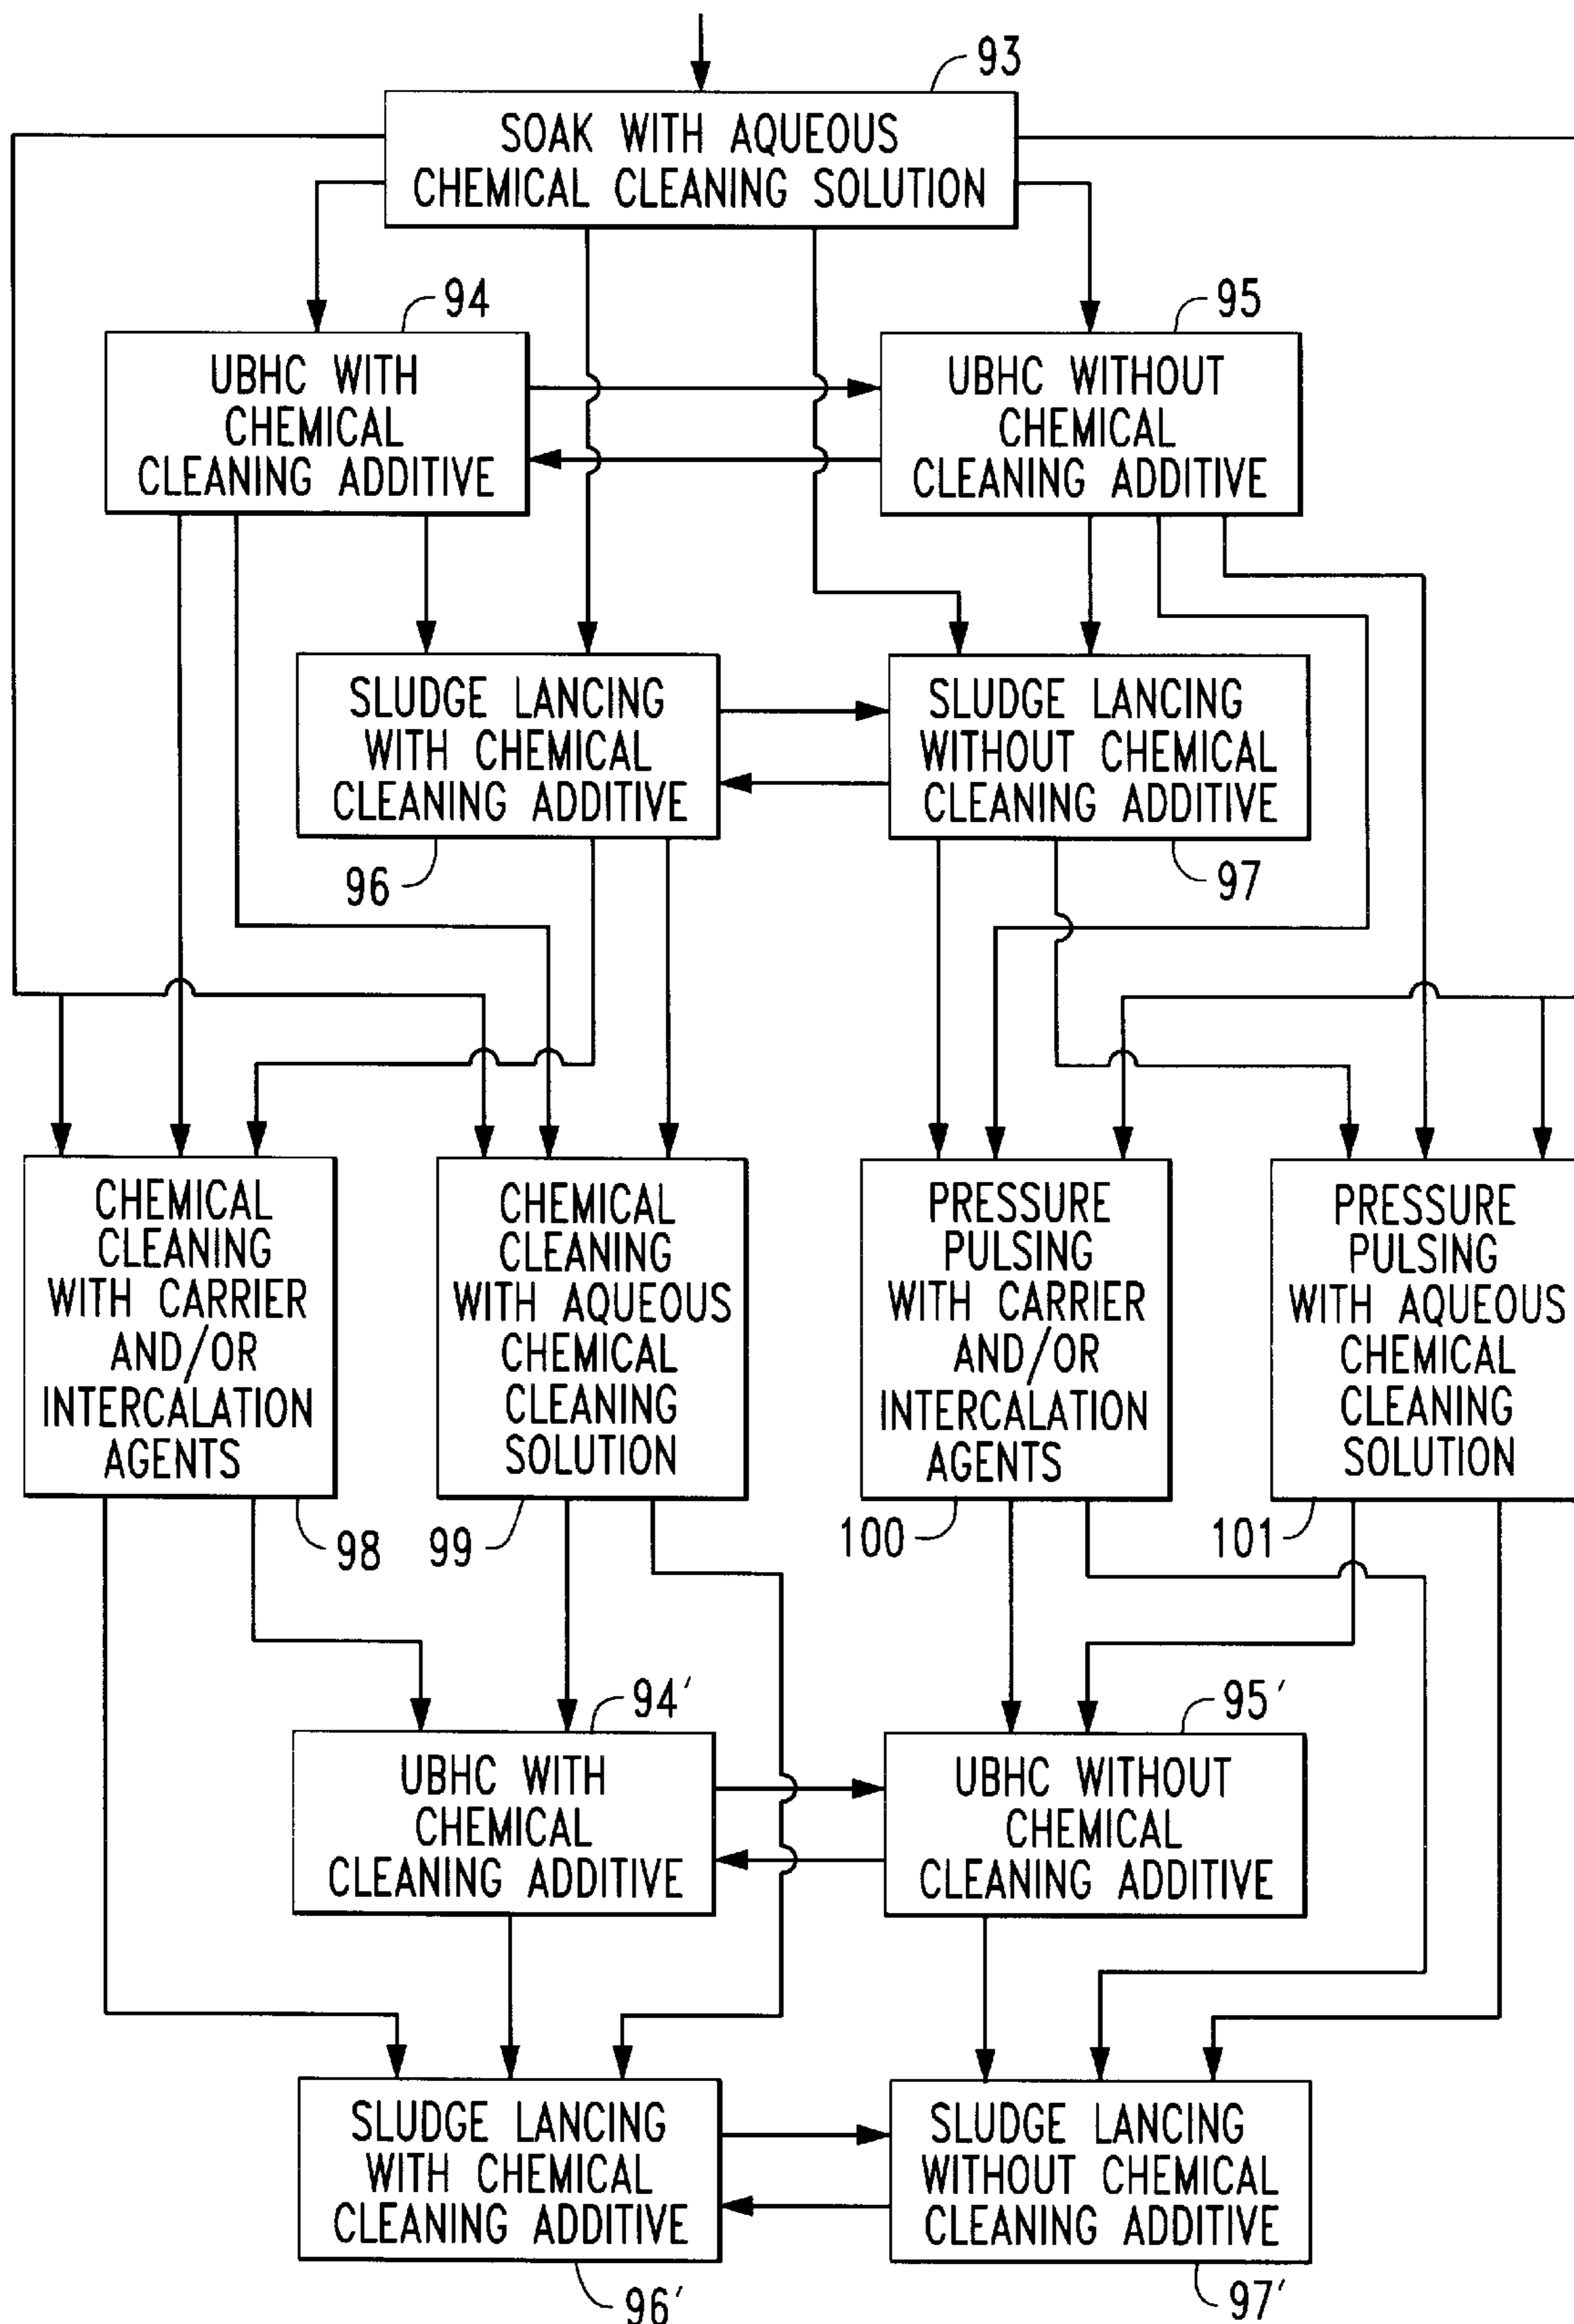 93
SOAK WITH AQUEOUS
CHEMICAL CLEANING SOLUTION
94
UBHC WITH
CHEMICAL
CLEANING ADDITIVE
95
UBHC WITHOUT
CHEMICAL
CLEANING ADDITIVE
SLUDGE LANCING
WITH CHEMICAL
CLEANING ADDITIVE
96
SLUDGE LANCING
WITHOUT CHEMICAL
CLEANING ADDITIVE
97
CHEMICAL
CLEANING
WITH CARRIER
AND/OR
INTERCALATION
AGENTS
98
CHEMICAL
CLEANING
WITH AQUEOUS
CHEMICAL
CLEANING
SOLUTION
99
PRESSURE
PULSING
WITH CARRIER
AND/OR
INTERCALATION
AGENTS
100
PRESSURE
PULSING
WITH AQUEOUS
CHEMICAL
CLEANING
SOLUTION
101
94′
UBHC WITH
CHEMICAL
CLEANING ADDITIVE
95′
UBHC WITHOUT
CHEMICAL
CLEANING ADDITIVE
SLUDGE LANCING
WITH CHEMICAL
CLEANING ADDITIVE
96′
SLUDGE LANCING
WITHOUT CHEMICAL
CLEANING ADDITIVE
97′